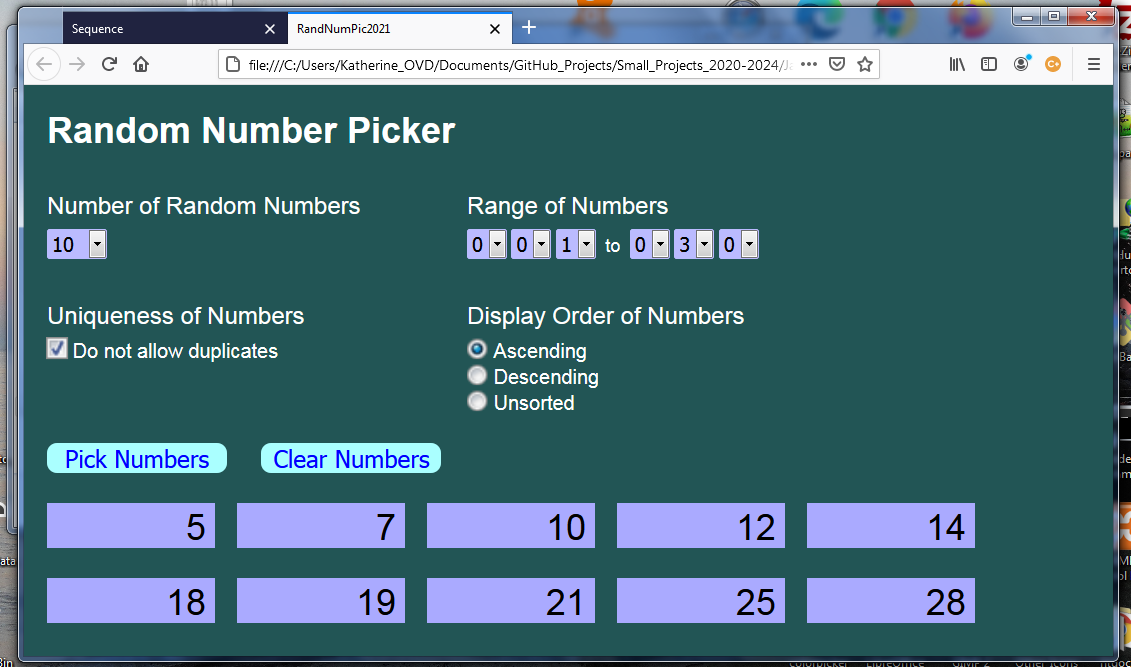 Sequence
RandNumPic2021
file:///C:/Users/Katherine_OVD/Documents/GitHub_Projects/Small_Projects_2020-2024/J
Random Number Picker
Number of Random Numbers
Range of Numbers
10
0 0 1 to 0 3 0
Uniqueness of Numbers
Display Order of Numbers
Do not allow duplicates
Ascending
Descending
Unsorted
Pick Numbers
Clear Numbers
5 7 10 12 14
18 19 21 25 28